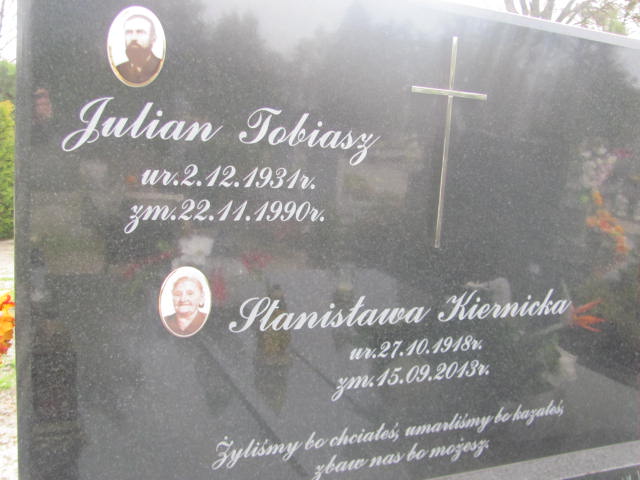 Julian Tobiasz
ur.2.12.1931r.
zm.22.11.1990r.
Stanisława Kiernicka
ur.27.10.1918r.
zm.15.09.2013r.
Żyliśmy bo chciałeś, umarliśmy bo kazałeś,
zbaw nas bo możesz.